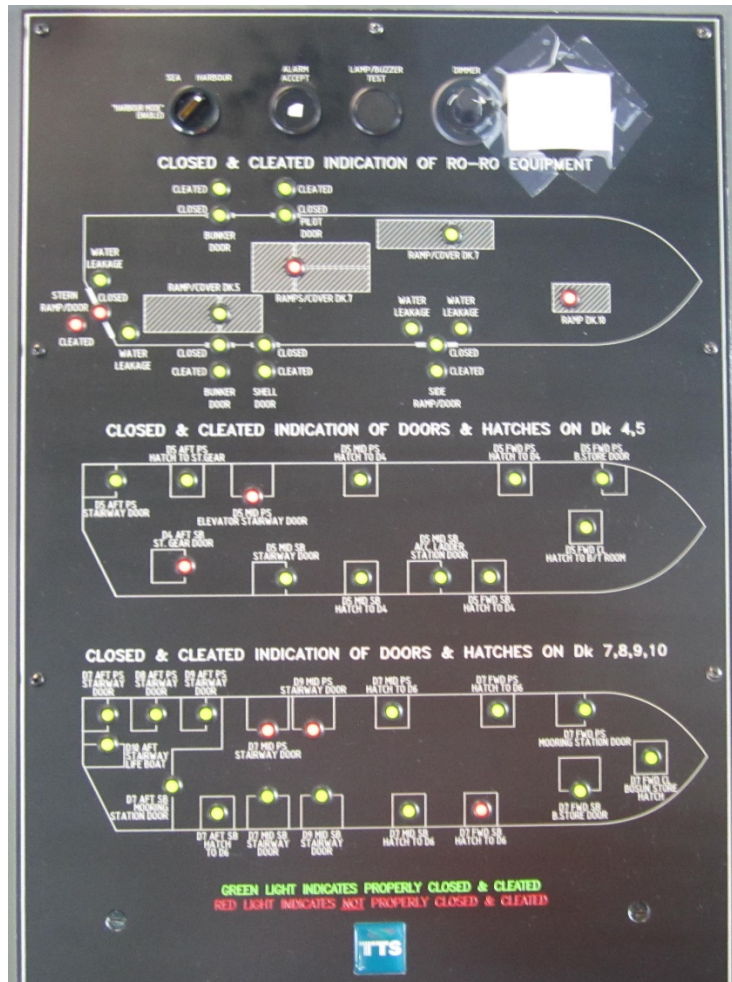 SEA HARBOUR
"HARBOUR MODE"
ENABLED
ALARM
ACCEPT
LAMP/BUZZER
TEST
DIMMER
CLOSED & CLEATED INDICATION OF RO-RO EQUIPMENT
CLEATED
CLEATED
CLOSED
CLOSED
BUNKER
DOOR
PILOT
DOOR
WATER
LEAKAGE
RAMP/COVER DK.5
RAMPS/COVER DK.7
RAMP/COVER DK.7
STERN
RAMP/DOOR
CLOSED
CLEATED
WATER
LEAKAGE
WATER
LEAKAGE
WATER
LEAKAGE
RAMP DK.10
CLOSED
CLOSED
CLOSED
CLEATED
CLEATED
CLEATED
BUNKER
DOOR
SHELL
DOOR
SIDE
RAMP/DOOR
CLOSED & CLEATED INDICATION OF DOORS & HATCHES ON Dk 4,5
D5 AFT PS
HATCH TO ST.GEAR
D5 MID PS
HATCH TO D4
D5 FWD PS
HATCH TO D4
D5 FWD PS
B.STORE DOOR
D5 AFT PS
STAIRWAY DOOR
D5 MID PS
ELEVATOR STAIRWAY DOOR
D4 AFT SB
ST. GEAR DOOR
D5 MID SB
STAIRWAY DOOR
D5 MID SB
ACC. LADDER
STATION DOOR
D5 FWD CL
HATCH TO B/T ROOM
D5 MID SB
HATCH TO D4
D5 FWD SB
HATCH TO D4
CLOSED & CLEATED INDICATION OF DOORS & HATCHES ON Dk 7,8,9,10
D7 AFT PS
STAIRWAY
DOOR
D8 AFT PS
STAIRWAY
DOOR
D9 AFT PS
STAIRWAY
DOOR
D9 MID PS
STAIRWAY DOOR
D7 MID PS
HATCH TO D6
D7 FWD PS
HATCH TO D6
D10 AFT
STAIRWAY
LIFE BOAT
D7 MID PS
STAIRWAY DOOR
D7 FWD PS
MOORING STATION DOOR
D7 AFT SB
MOORING
STATION DOOR
D7 FWD CL
BOSUN STORE
HATCH
D7 AFT SB
HATCH
TO D6
D7 MID SB
STAIRWAY
DOOR
D9 MID SB
STAIRWAY
DOOR
D7 MID SB
HATCH TO D6
D7 FWD SB
HATCH TO D6
D7 FWD SB
B.STORE DOOR
GREEN LIGHT INDICATES PROPERLY CLOSED & CLEATED
RED LIGHT INDICATES NOT PROPERLY CLOSED & CLEATED
TTS